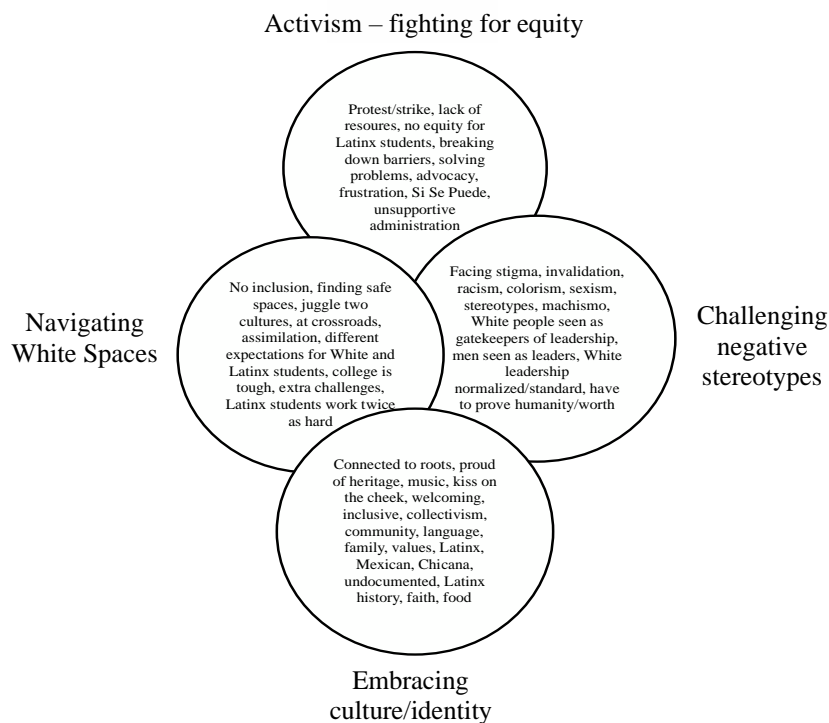 Activism – fighting for equity
Protest/strike, lack of
resoures, no equity for
Latinx students, breaking
down barriers, solving
problems, advocacy,
frustration, Si Se Puede,
unsupportive
administration
Navigating
White Spaces
No inclusion, finding safe
spaces, juggle two
cultures, at crossroads,
assimilation, different
expectations for White and
Latinx students, college is
tough, extra challenges,
Latinx students work twice
as hard
Facing stigma, invalidation,
racism, colorism, sexism,
stereotypes, machismo,
White people seen as
gatekeepers of leadership,
men seen as leaders, White
leadership
normalized/standard, have
to prove humanity/worth
Challenging
negative
stereotypes
Connected to roots, proud
of heritage, music, kiss on
the cheek, welcoming,
inclusive, collectivism,
community, language,
family, values, Latinx,
Mexican, Chicana,
undocumented, Latinx
history, faith, food
Embracing
culture/identity